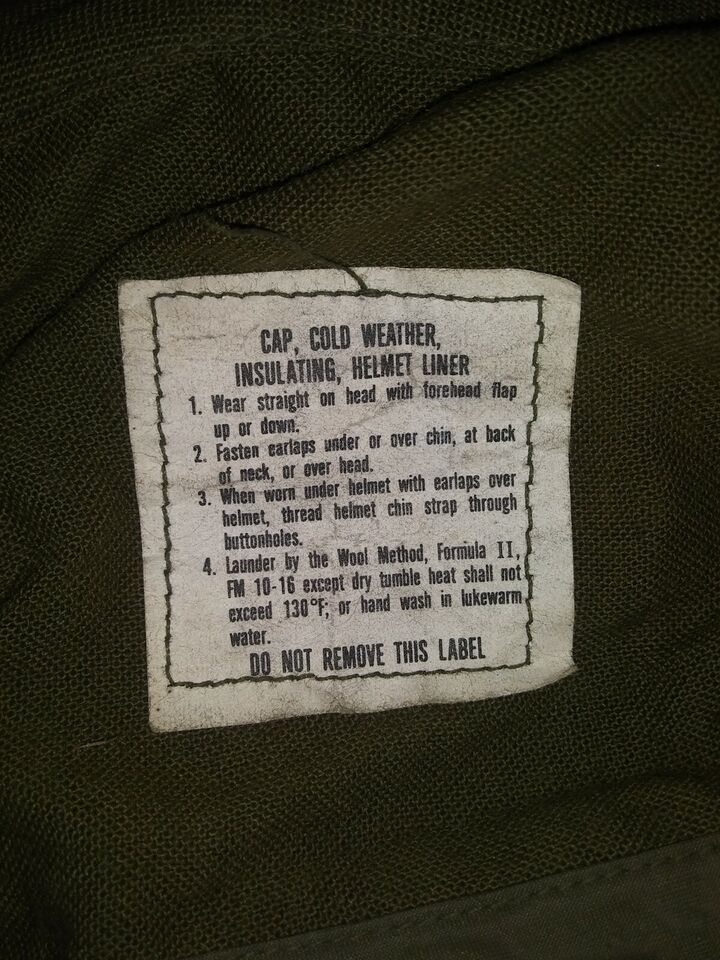 CAP, COLD WEATHER,
INSULATING, HELMET LINER
1. Wear straight on head with forehead flap
up or down.
2. Fasten earlaps under or over chin, at back
of neck, or over head.
3. When worn under helmet with earlaps over
helmet, thread helmet chin strap through
buttonholes.
4. Launder by the Wool Method, Formula II,
FM 10-16 except dry tumble heat shall not
exceed 130°F; or hand wash in lukewarm
water.
DO NOT REMOVE THIS LABEL